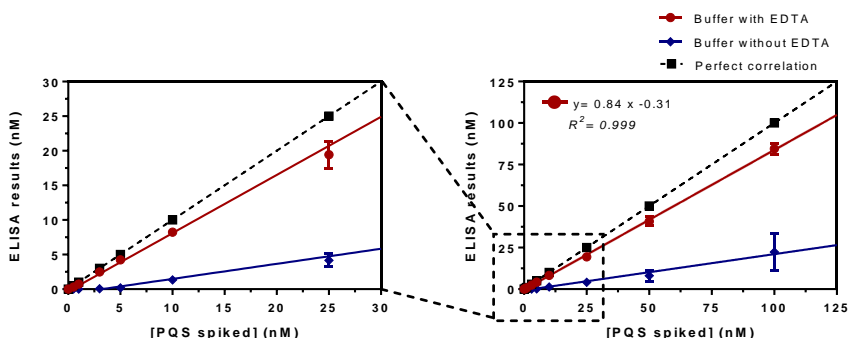 Buffer with EDTA
Buffer without EDTA
Perfect correlation
30
25
20
15
10
5
0
ELISA results (nM)
0 5 10 15 20 25 30
[PQS spiked] (nM)
y= 0.84 x -0.31
R²= 0.999
125
100
75
50
25
0
ELISA results (nM)
0 25 50 75 100 125
[PQS spiked] (nM)